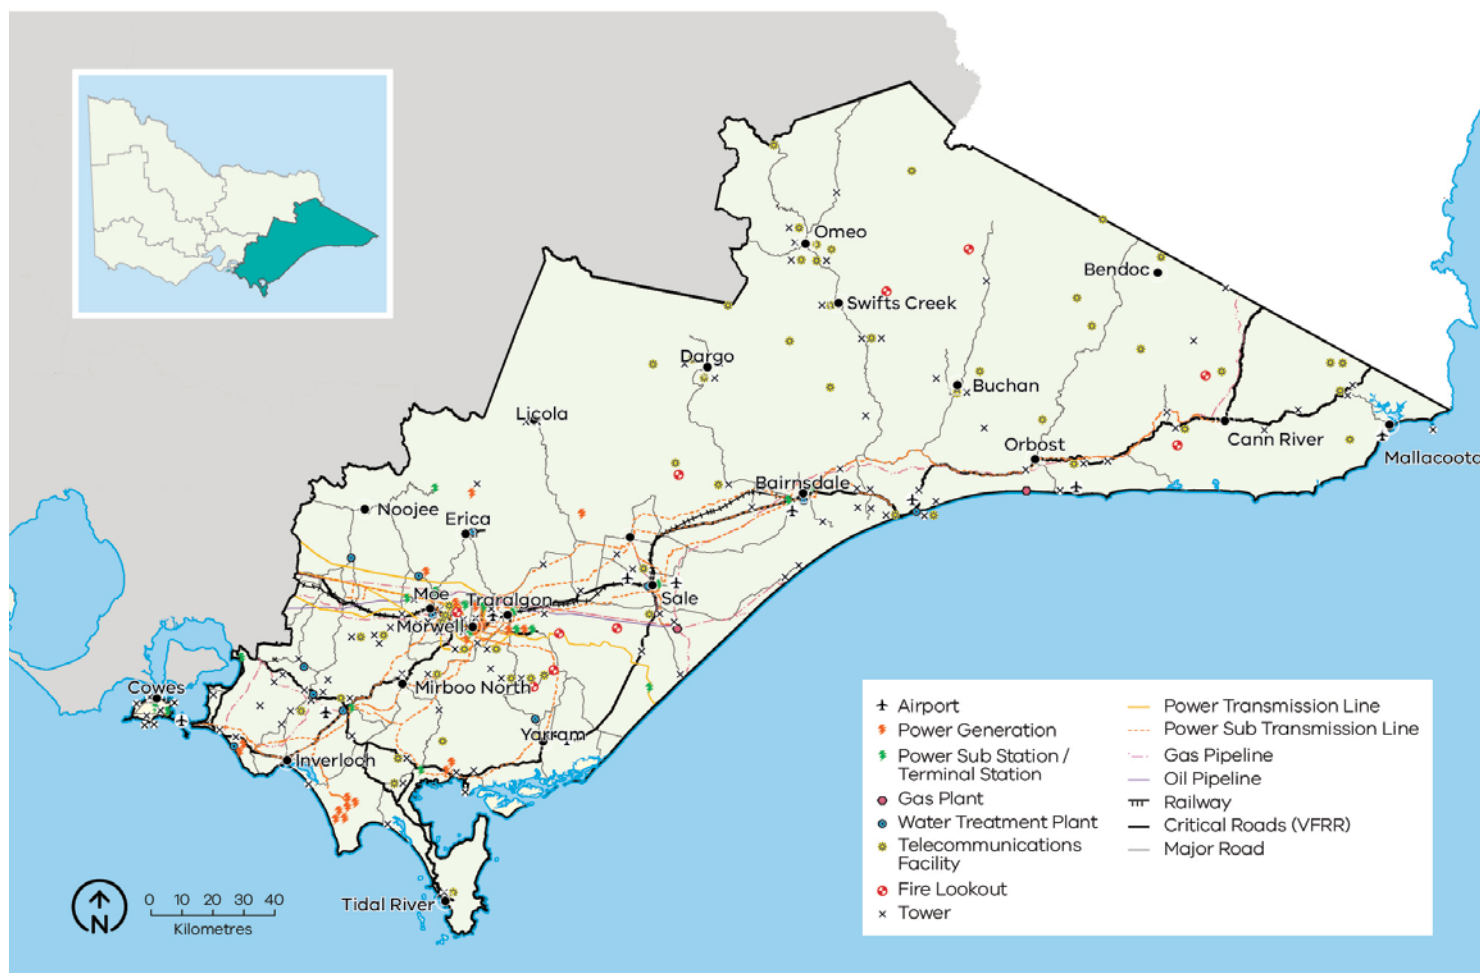 Omeo
Bendoc
Swifts Creek
Dargo
Buchan
Licola
Orbost
Cann River
Mallacoota
Bairnsdale
Noojee
Erica
Moe
Traralgon
Sale
Morwell
Cowes
Mirboo North
Yarram
Inverloch
Tidal River
N
0 10 20 30 40
Kilometres
Airport
Power Generation
Power Sub Station /
Terminal Station
Gas Plant
Water Treatment Plant
Telecommunications
Facility
Fire Lookout
Tower
Power Transmission Line
Power Sub Transmission Line
Gas Pipeline
Oil Pipeline
Railway
Critical Roads (VFRR)
Major Road